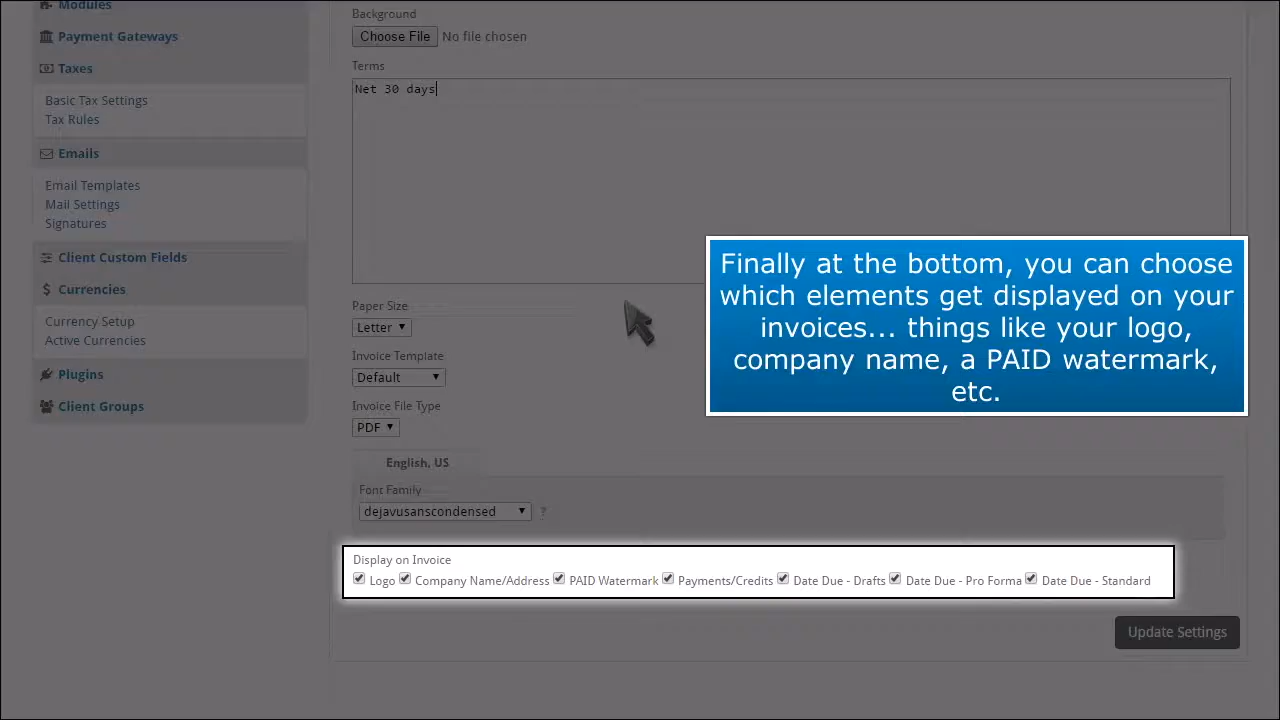 Modules
Payment Gateways
Taxes
Basic Tax Settings
Tax Rules
Emails
Email Templates
Mail Settings
Signatures
Client Custom Fields
$ Currencies
Currency Setup
Active Currencies
Plugins
Client Groups
Background
Choose File No file chosen
Terms
Net 30 days
Paper Size
Letter
Invoice Template
Default
Invoice File Type
PDF
English, US
Font Family
dejavusanscondensed ?
Finally at the bottom, you can choose
which elements get displayed on your
invoices... things like your logo,
company name, a PAID watermark,
etc.
Display on Invoice
Logo Company Name/Address PAID Watermark Payments/Credits Date Due - Drafts Date Due - Pro Forma Date Due - Standard
Update Settings